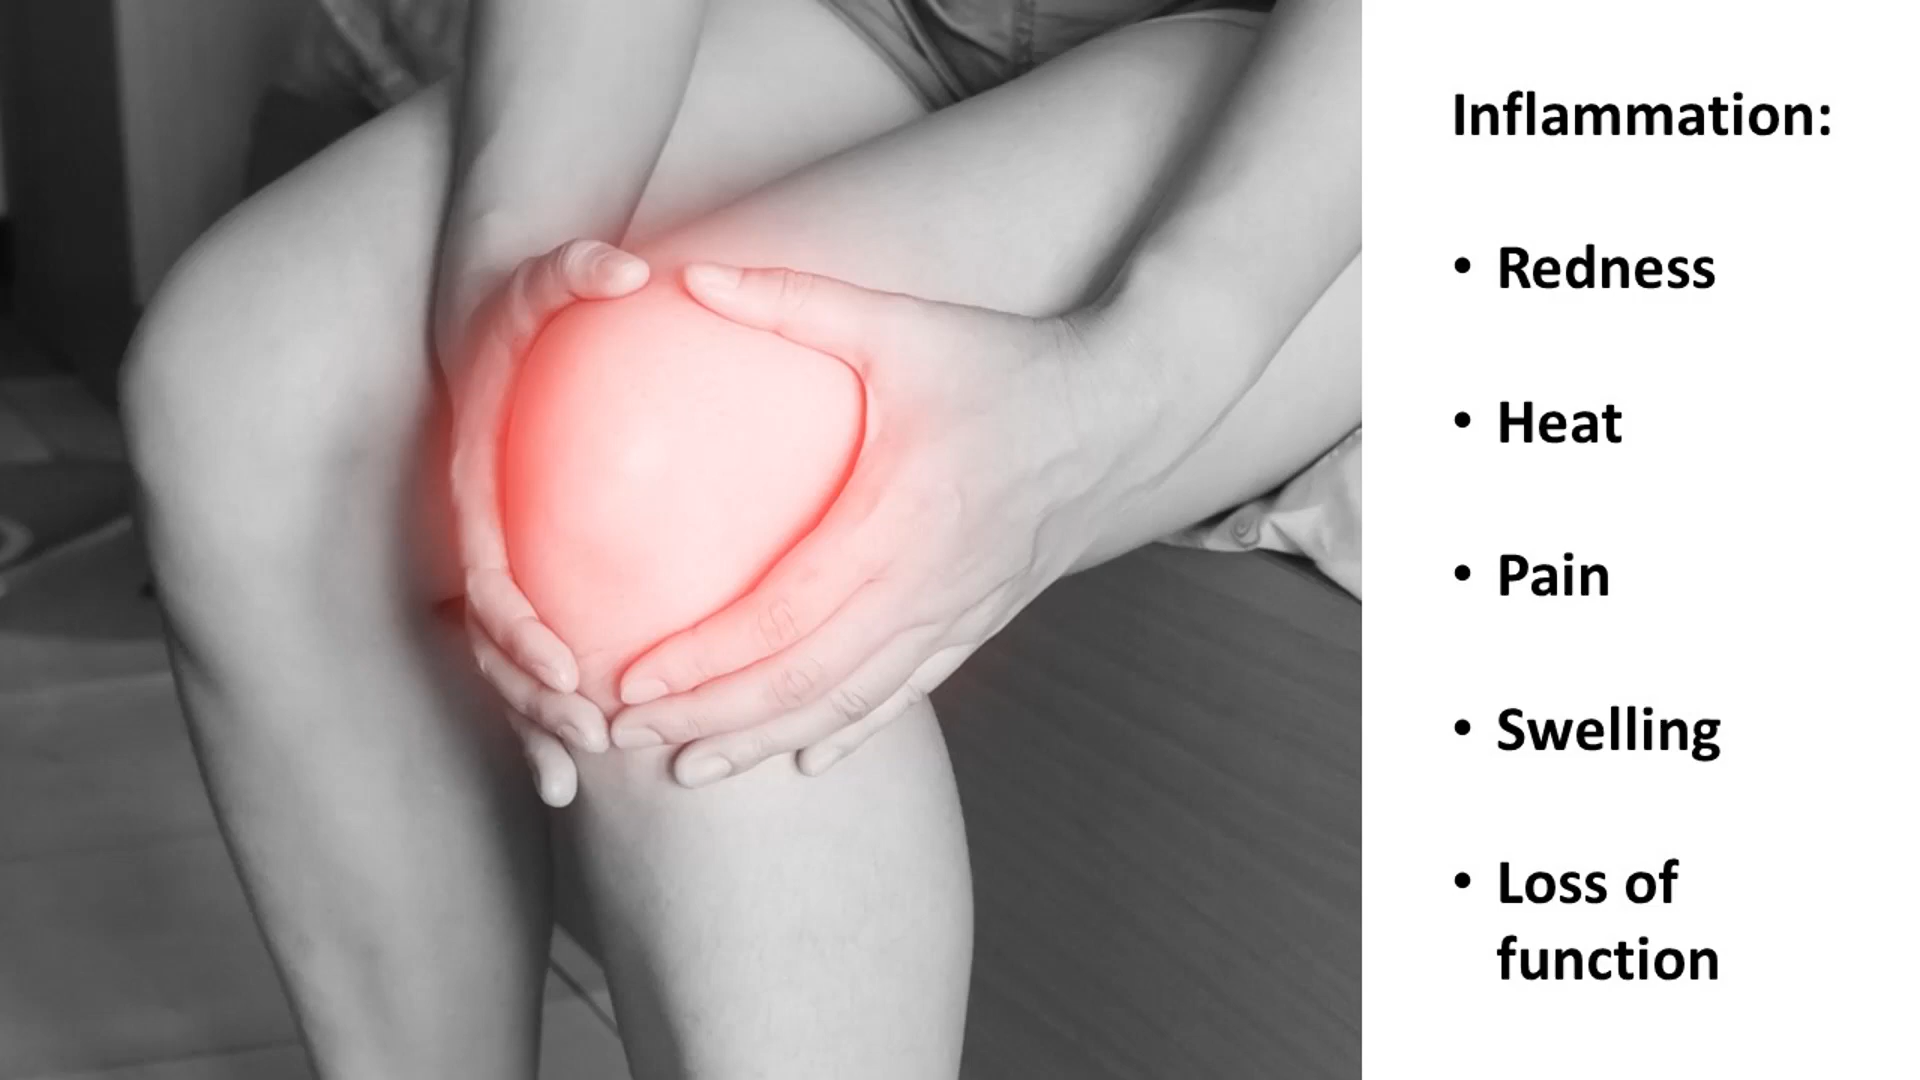 Inflammation:
• Redness
• Heat
• Pain
• Swelling
• Loss of
function